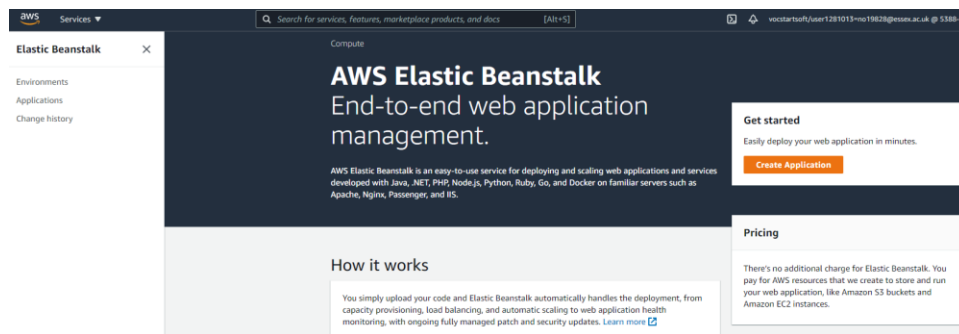 aws Services ▼ Search for services, features, marketplace products, and docs [Alt+S] vocstartsoft/user1281013=no19828@essex.ac.uk @ 5388-
Elastic Beanstalk
Environments
Applications
Change history
Compute
AWS Elastic Beanstalk
End-to-end web application
management.
AWS Elastic Beanstalk is an easy-to-use service for deploying and scaling web applications and services
developed with Java, .NET, PHP, Node.js, Python, Ruby, Go, and Docker on familiar servers such as
Apache, Nginx, Passenger, and IIS.
Get started
Easily deploy your web application in minutes.
Create Application
Pricing
There's no additional charge for Elastic Beanstalk. You
pay for AWS resources that we create to store and run
your web application, like Amazon S3 buckets and
Amazon EC2 instances.
How it works
You simply upload your code and Elastic Beanstalk automatically handles the deployment, from
capacity provisioning, load balancing, and automatic scaling to web application health
monitoring, with ongoing fully managed patch and security updates. Learn more